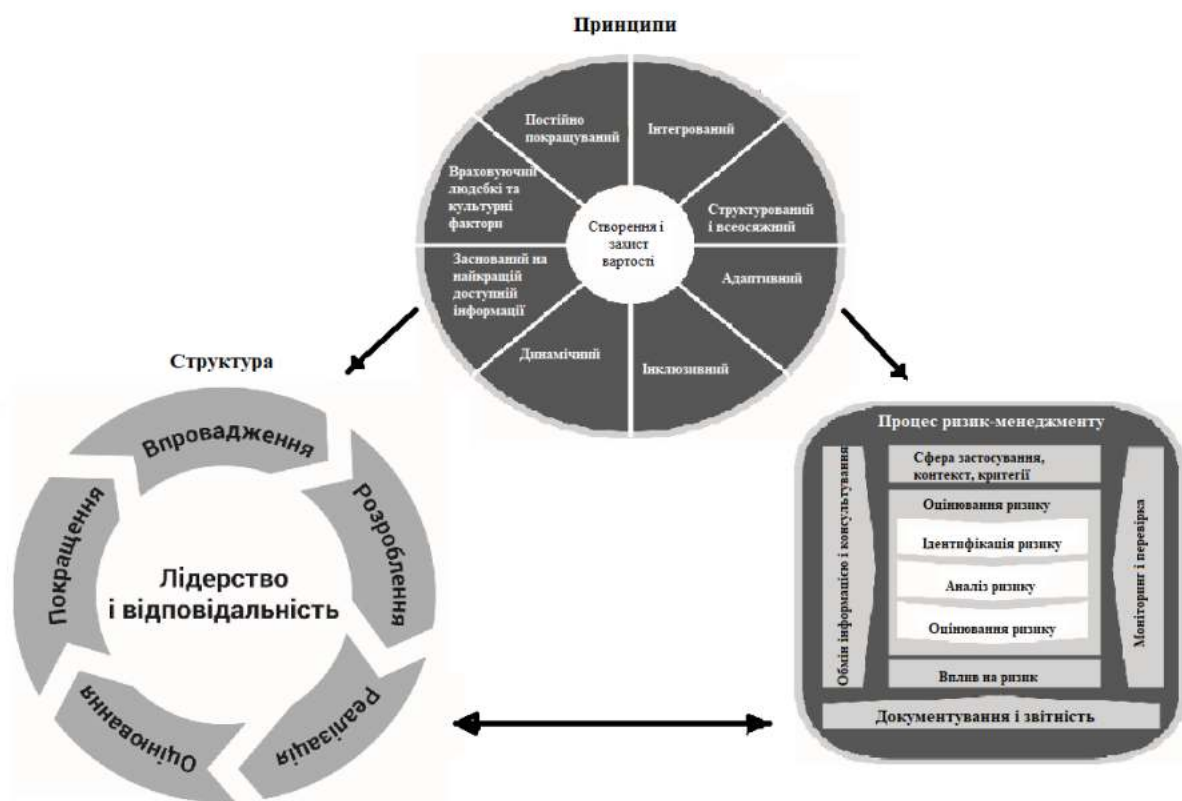 Принципи
Постійно
покращуваний
Інтегрований
Враховуючий
людсбкі та
культурні
фактори
Структурований
і всеосяжний
Створення і
захист
вартості
Заснований на
найкращій
доступній
інформації
Адаптивний
Динамічний
Інклюзивний
Структура
Впровадження
Розроблення
Реалізація
Оцінювання
Покращення
Лідерство
і відповідальність
Процес ризик-менеджменту
Обмін інформацією і консультування
Сфера застосування,
контекст, критегії
Оцінювання ризику
Ідентифікація ризику
Аналіз ризику
Оцінювання ризику
Вплив на ризик
Моніторинг і перевірка
Документування і звітність